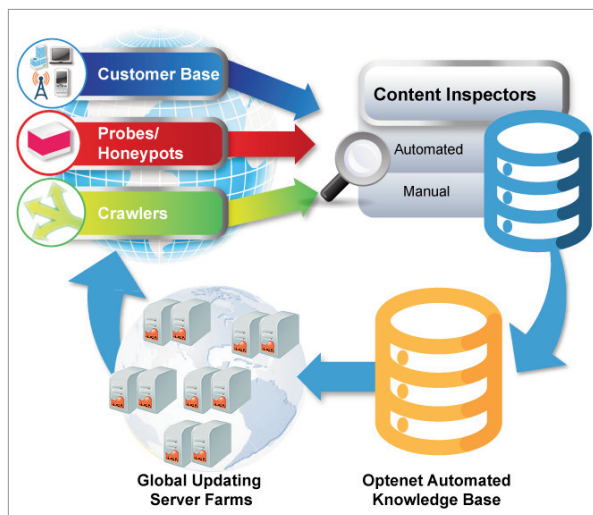 Customer Base
Probes/
Honeypots
Crawlers
Content Inspectors
Automated
Manual
Global Updating
Server Farms
Optenet Automated
Knowledge Base